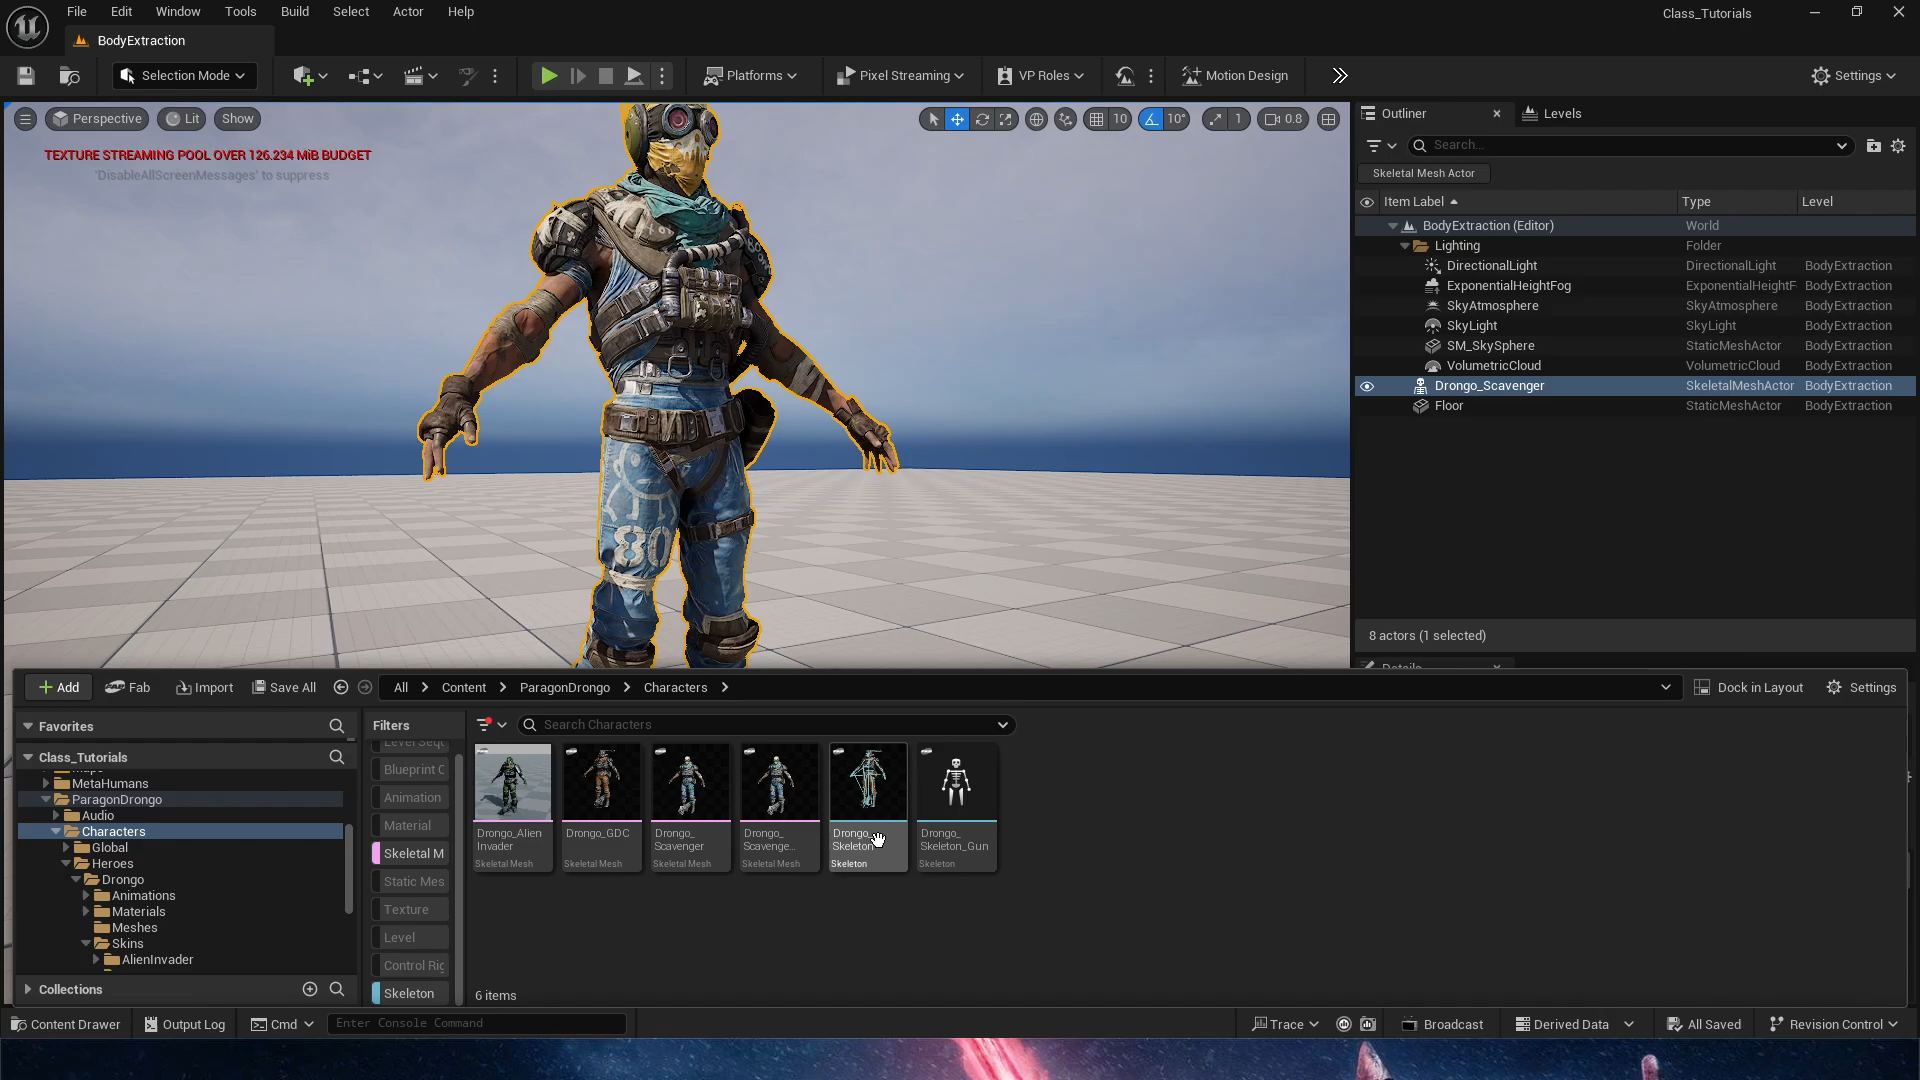 File Edit Window Tools Build Select Actor Help
Class_Tutorials
BodyExtraction
Selection Mode
Platforms
Pixel Streaming
VP Roles
Motion Design
Settings
Perspective
Lit
Show
10
10°
1
0.8
TEXTURE STREAMING POOL OVER 126.234 MiB BUDGET
'DisableAllScreenMessages' to suppress
80
Outliner
Levels
Search...
Skeletal Mesh Actor
Item Label Type Level
BodyExtraction (Editor) World
Lighting Folder
DirectionalLight DirectionalLight BodyExtraction
ExponentialHeightFog ExponentialHeightF BodyExtraction
SkyAtmosphere SkyAtmosphere BodyExtraction
SkyLight SkyLight BodyExtraction
SM_SkySphere StaticMeshActor BodyExtraction
VolumetricCloud VolumetricCloud BodyExtraction
Drongo_Scavenger SkeletalMeshActor BodyExtraction
Floor StaticMeshActor BodyExtraction
8 actors (1 selected)
Details
Add
Fab
Import
Save All
All
Content
ParagonDrongo
Characters
Dock in Layout
Settings
Favorites
Class_Tutorials
Maps
MetaHumans
ParagonDrongo
Audio
Characters
Global
Heroes
Drongo
Animations
Materials
Meshes
Skins
AlienInvader
Collections
Filters
Level Sequ
Blueprint C
Animation
Material
Skeletal M
Static Mes
Texture
Level
Control Rig
Skeleton
Search Characters
Drongo_Alien
Invader
Skeletal Mesh
Drongo_GDC
Skeletal Mesh
Drongo_
Scavenger
Skeletal Mesh
Drongo_
Scavenge...
Skeletal Mesh
Drongo_
Skeleton
Skeleton
Drongo_
Skeleton_Gun
Skeleton
6 items
Content Drawer
Output Log
Cmd
Enter Console Command
Trace
Broadcast
Derived Data
All Saved
Revision Control